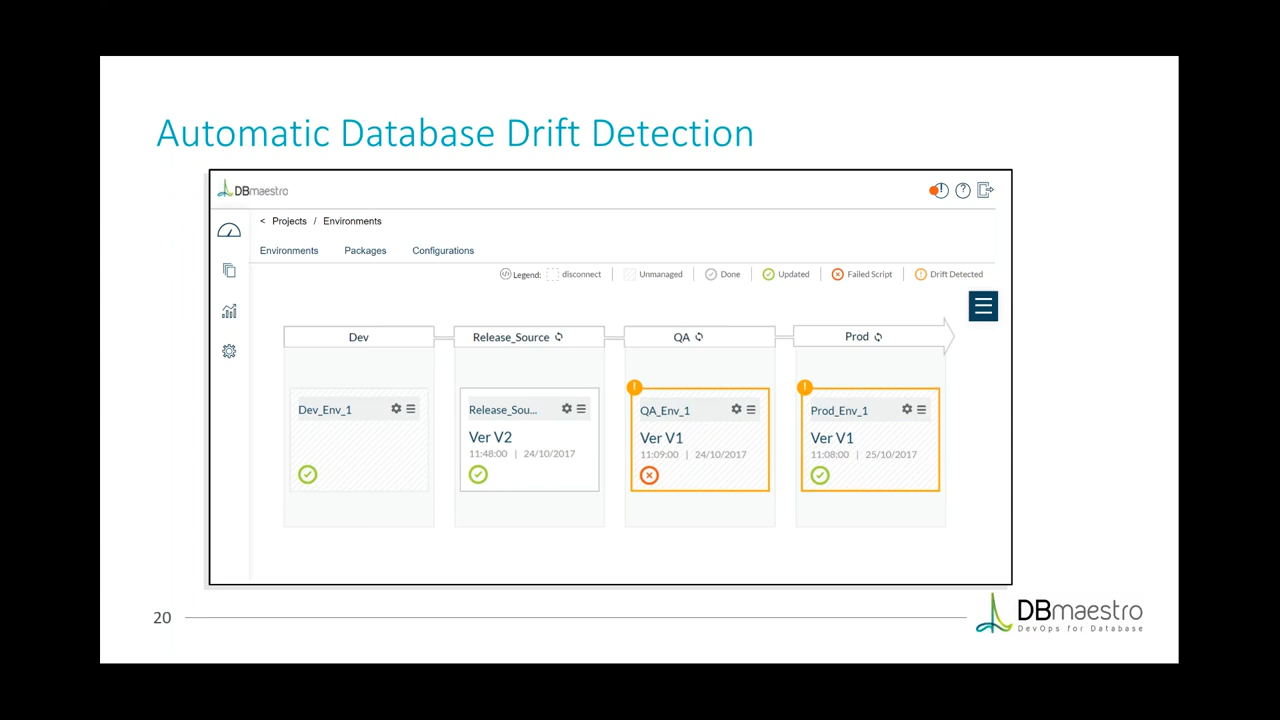 Automatic Database Drift Detection
DBmaestro
< Projects / Environments
Environments Packages Configurations
Legend: disconnect | Unmanaged | Done | Updated | Failed Script | Drift Detected
Dev Release_Source QA Prod
Dev_Env_1
Release_Sou...
Ver V2
11:48:00 | 24/10/2017
QA_Env_1
Ver V1
11:09:00 | 24/10/2017
Prod_Env_1
Ver V1
11:08:00 | 25/10/2017
20
DBmaestro
DevOps for Database